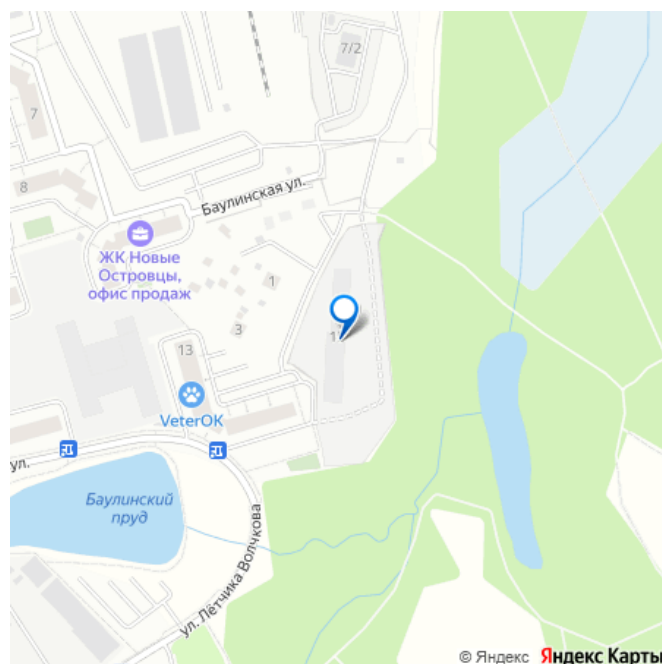 7/2
7
8
Баулинская ул.
ЖК Новые
Островцы,
офис продаж
1
3
13
VeterOK
ул.
Баулинский
пруд
ул. Лётчика Волчкова
© Яндекс Яндекс Карты